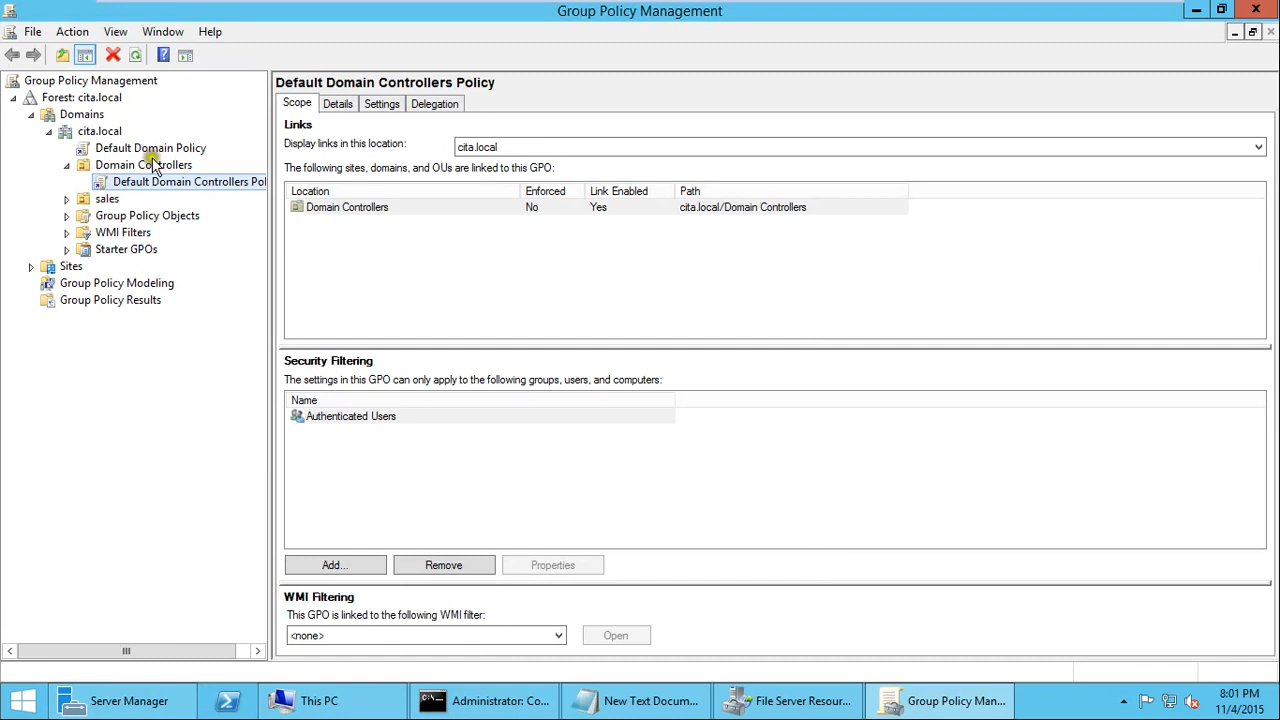 Group Policy Management
File Action View Window Help
Group Policy Management
Forest: cita.local
Domains
cita.local
Default Domain Policy
Domain Controllers
Default Domain Controllers Pol
sales
Group Policy Objects
WMI Filters
Starter GPOs
Sites
Group Policy Modeling
Group Policy Results
Default Domain Controllers Policy
Scope Details Settings Delegation
Links
Display links in this location: cita.local
The following sites, domains, and OUs are linked to this GPO:
Location Enforced Link Enabled Path
Domain Controllers No Yes cita.local/Domain Controllers
Security Filtering
The settings in this GPO can only apply to the following groups, users, and computers:
Name
Authenticated Users
Add... Remove Properties
WMI Filtering
This GPO is linked to the following WMI filter:
<none> Open
Server Manager This PC Administrator: Co... New Text Docum... File Server Resour... Group Policy Man...
8:01 PM
11/4/2015